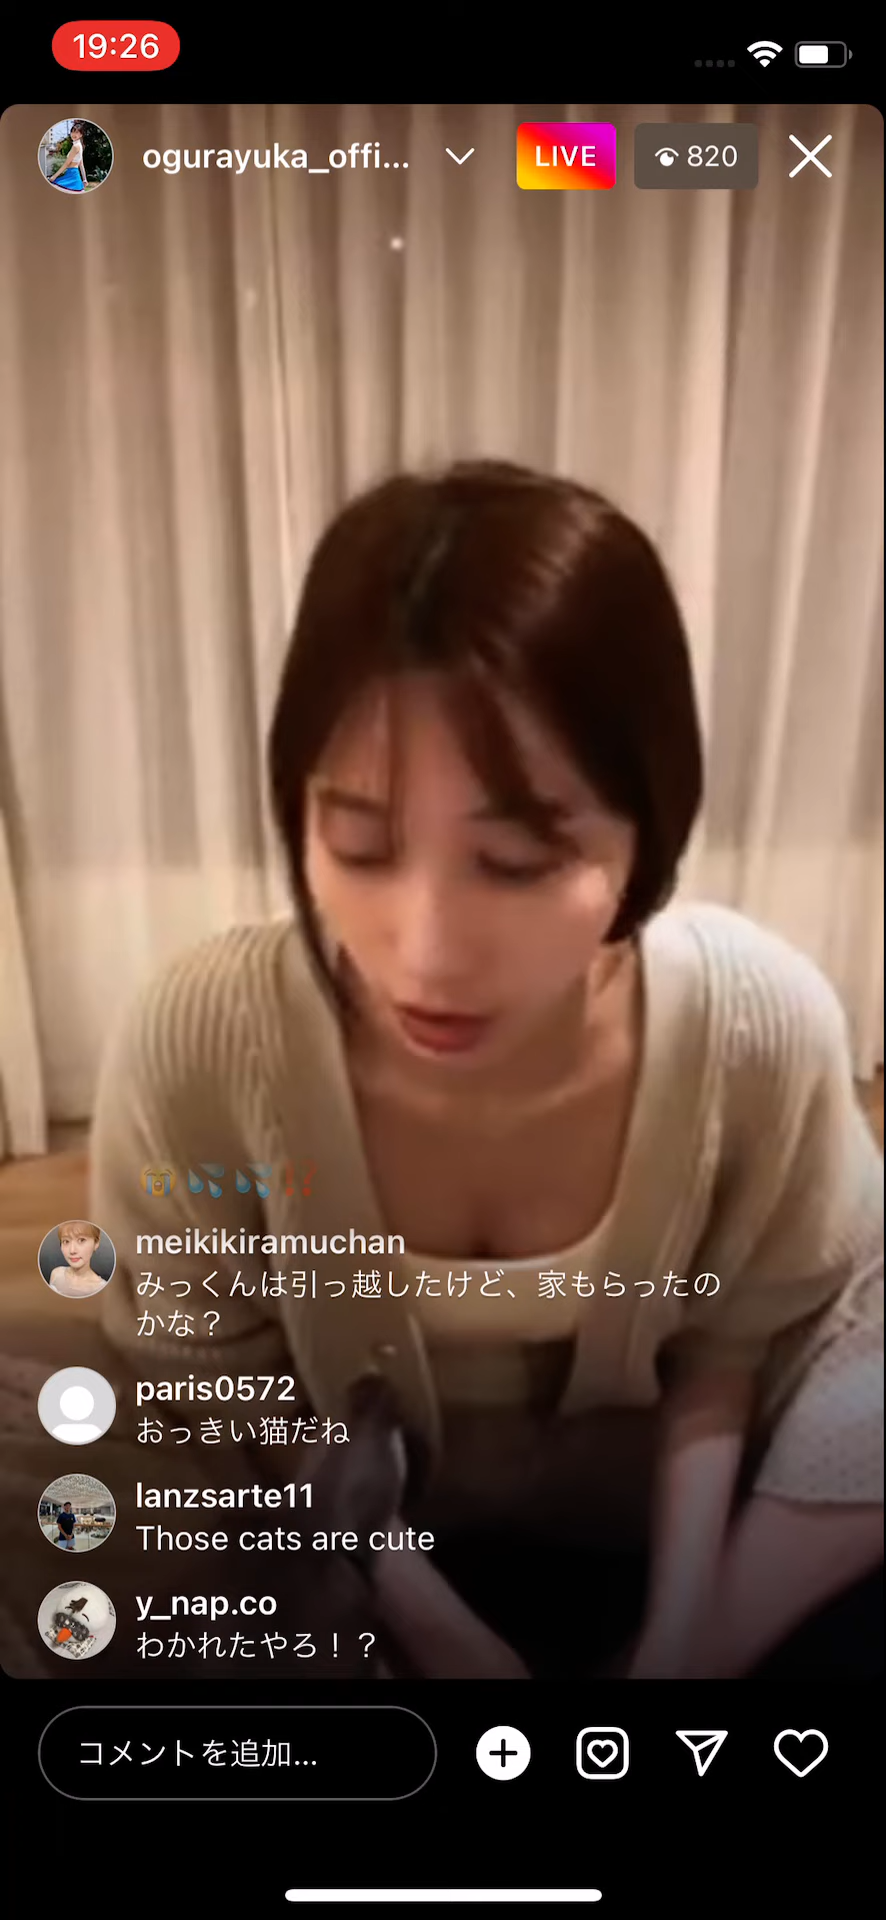 19:26
ogurayuka_offi...
LIVE
820
😭💦💦⁉️
meikikiramuchan
みっくんは引っ越したけど、家もらったの
かな？
paris0572
おっきい猫だね
lanzsarte11
Those cats are cute
y_nap.co
わかれたやろ！？
コメントを追加...